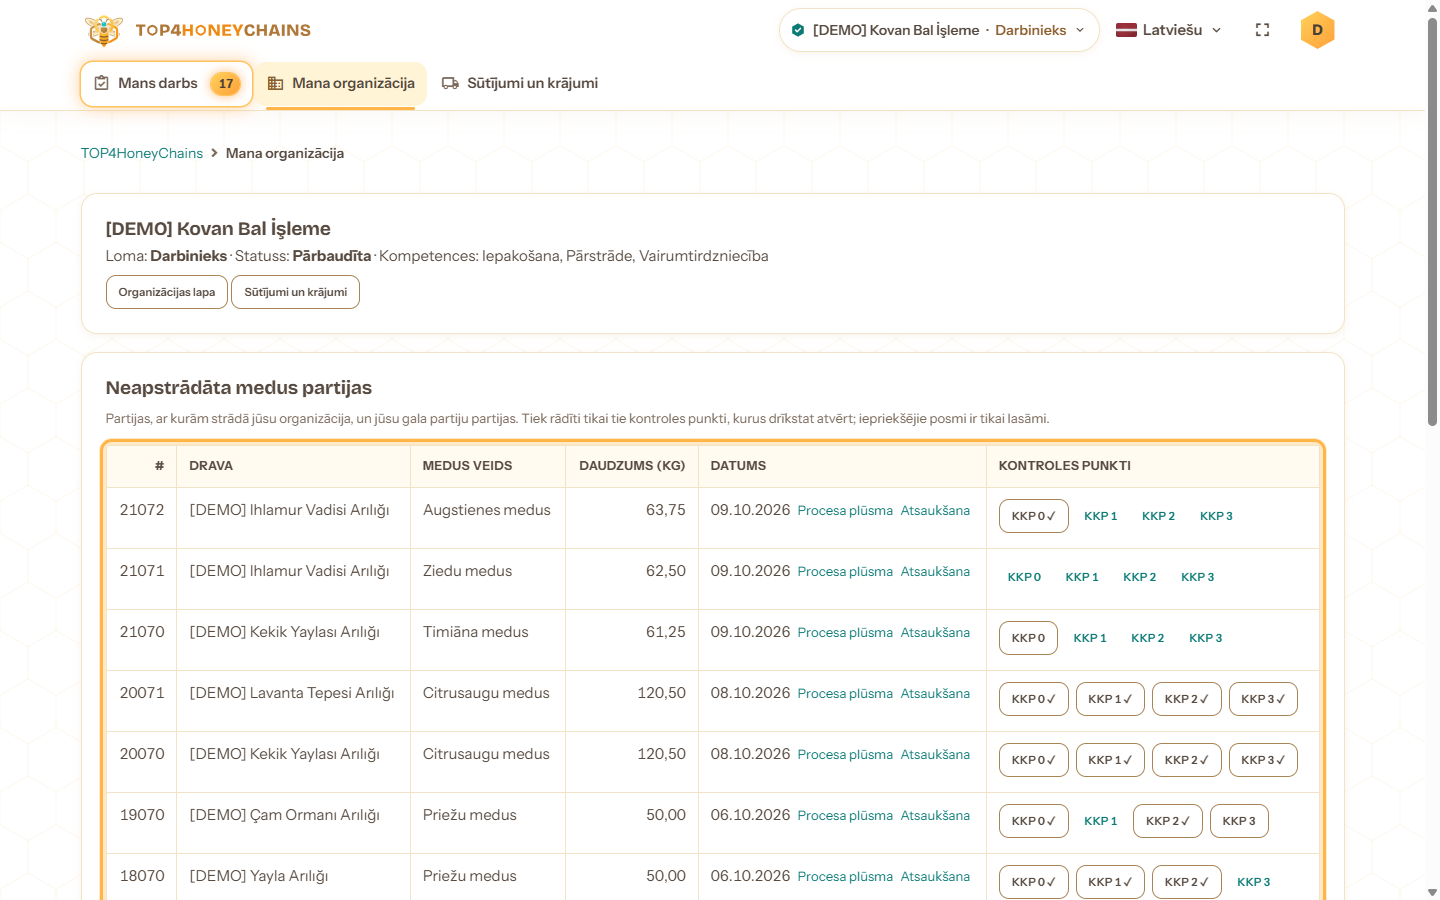 TOP4HONEYCHAINS
[DEMO] Kovan Bal İşleme · Darbinieks
Latviešu
D
Mans darbs 17
Mana organizācija
Sūtījumi un krājumi
TOP4HoneyChains > Mana organizācija
[DEMO] Kovan Bal İşleme
Loma: Darbinieks · Statuss: Pārbaudīta · Kompetences: Iepakošana, Pārstrāde, Vairumtirdzniecība
Organizācijas lapa
Sūtījumi un krājumi
Neapstrādāta medus partijas
Partijas, ar kurām strādā jūsu organizācija, un jūsu gala partiju partijas. Tiek rādīti tikai tie kontroles punkti, kurus drīkstat atvērt; iepriekšējie posmi ir tikai lasāmi.
# DRAVA MEDUS VEIDS DAUDZUMS (KG) DATUMS KONTROLES PUNKTI
21072 [DEMO] Ihlamur Vadisi Arılığı Augstienes medus 63,75 09.10.2026 Procesa plūsma Atsaukšana KKP 0 ✓ KKP 1 KKP 2 KKP 3
21071 [DEMO] Ihlamur Vadisi Arılığı Ziedu medus 62,50 09.10.2026 Procesa plūsma Atsaukšana KKP 0 KKP 1 KKP 2 KKP 3
21070 [DEMO] Kekik Yaylası Arılığı Timiāna medus 61,25 09.10.2026 Procesa plūsma Atsaukšana KKP 0 KKP 1 KKP 2 KKP 3
20071 [DEMO] Lavanta Tepesi Arılığı Citrusaugu medus 120,50 08.10.2026 Procesa plūsma Atsaukšana KKP 0 ✓ KKP 1 ✓ KKP 2 ✓ KKP 3 ✓
20070 [DEMO] Kekik Yaylası Arılığı Citrusaugu medus 120,50 08.10.2026 Procesa plūsma Atsaukšana KKP 0 ✓ KKP 1 ✓ KKP 2 ✓ KKP 3 ✓
19070 [DEMO] Çam Ormanı Arılığı Priežu medus 50,00 06.10.2026 Procesa plūsma Atsaukšana KKP 0 ✓ KKP 1 KKP 2 ✓ KKP 3
18070 [DEMO] Yayla Arılığı Priežu medus 50,00 06.10.2026 Procesa plūsma Atsaukšana KKP 0 ✓ KKP 1 ✓ KKP 2 ✓ KKP 3